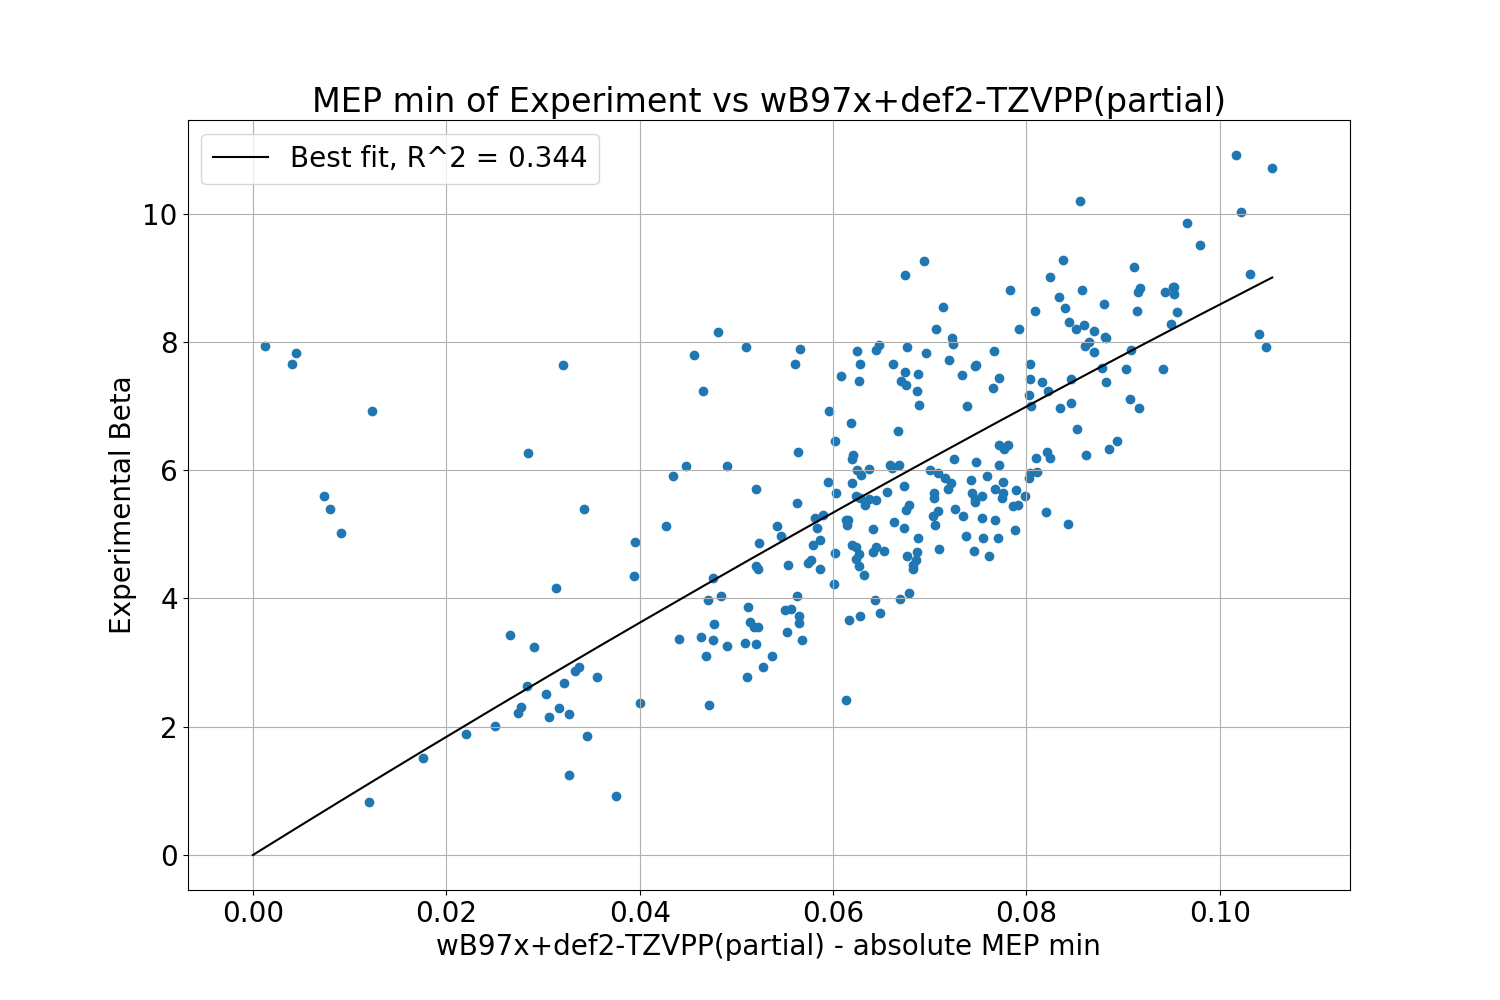 MEP min of Experiment vs wB97x+def2-TZVPP(partial)
Best fit, R^2 = 0.344
Experimental Beta
10
8
6
4
2
0
0.00 0.02 0.04 0.06 0.08 0.10
wB97x+def2-TZVPP(partial) - absolute MEP min